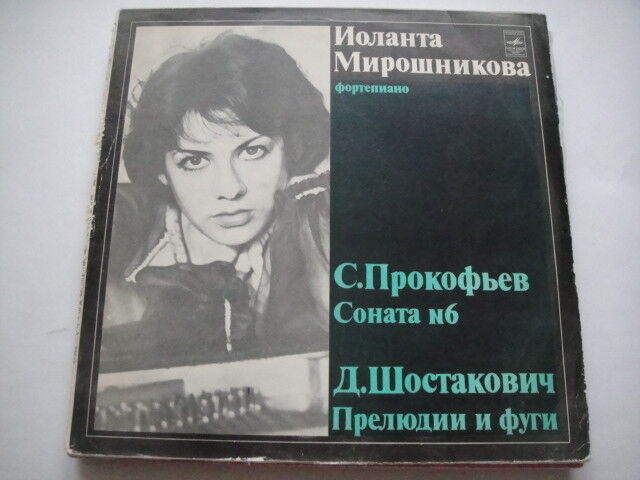 Иоланта
Мирошникова
фортепиано
С.Прокофьев
Соната №6
Д.Шостакович
Прелюдии и фуги